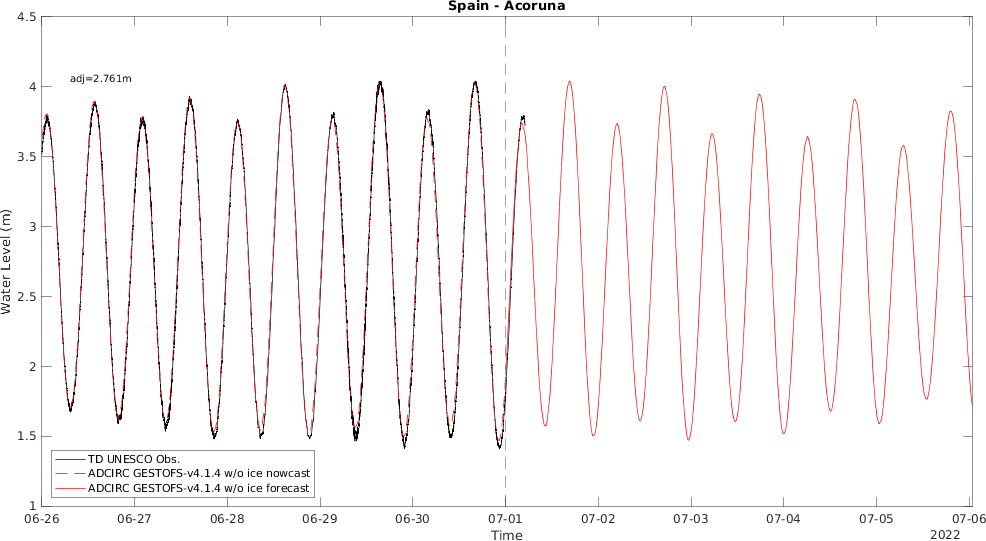 Spain - Acoruna
4.5
adj=2.761m
4
3.5
3
2.5
2
1.5
1
Water Level (m)
TD UNESCO Obs.
ADCIRC GESTOFS-v4.1.4 w/o ice nowcast
ADCIRC GESTOFS-v4.1.4 w/o ice forecast
06-26 06-27 06-28 06-29 06-30 07-01 07-02 07-03 07-04 07-05 07-06
Time
2022